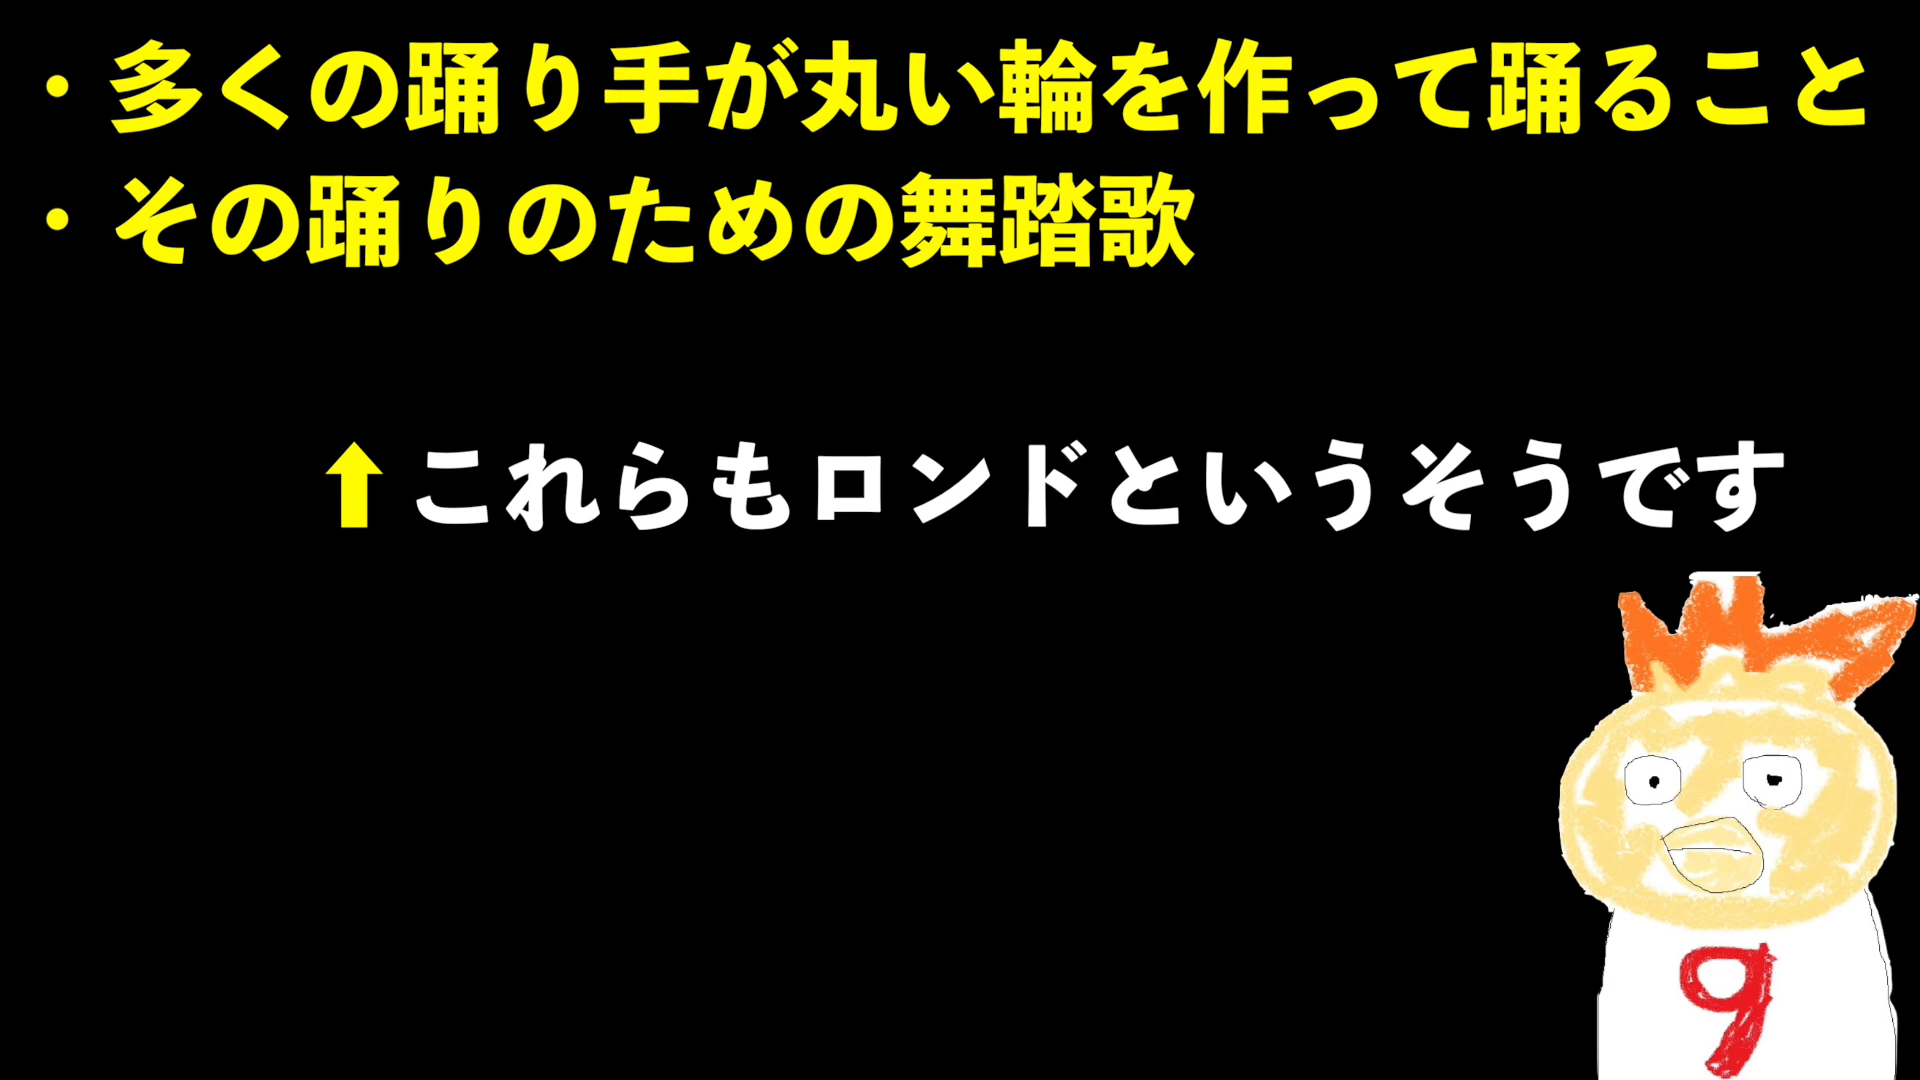 ・多くの踊り手が丸い輪を作って踊ること
・その踊りのための舞踏歌
↑これらもロンドというそうです
9